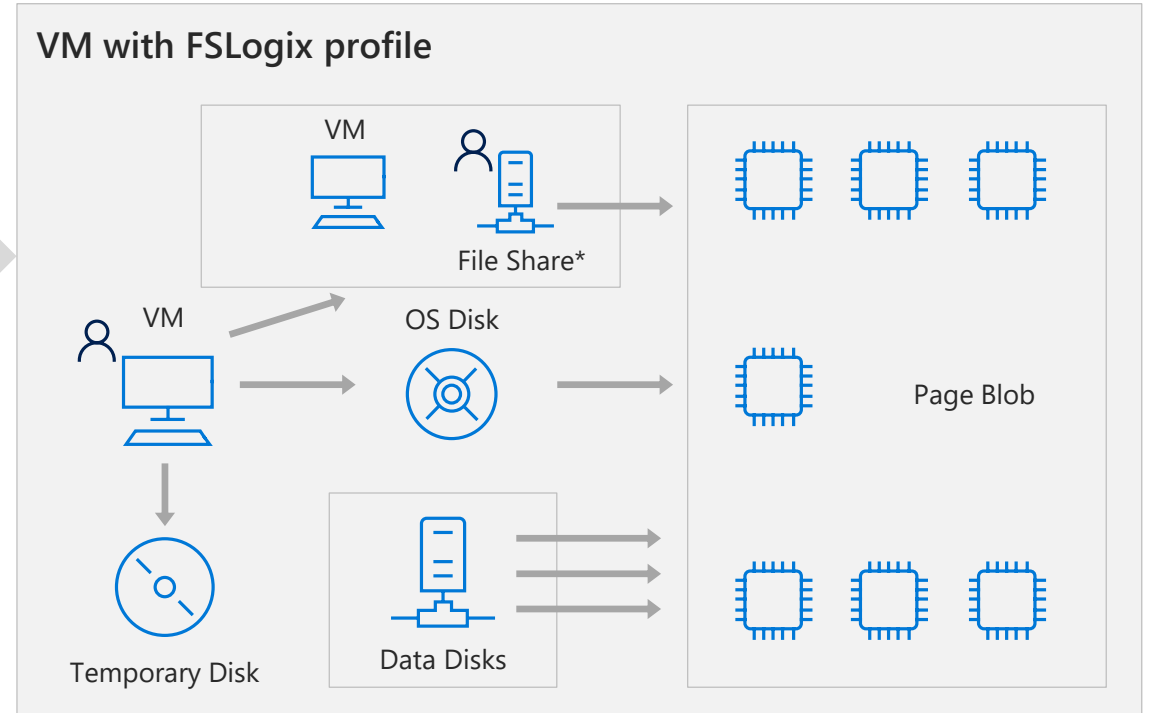 VM with FSLogix profile
VM
File Share*
VM
OS Disk
Page Blob
Data Disks
Temporary Disk